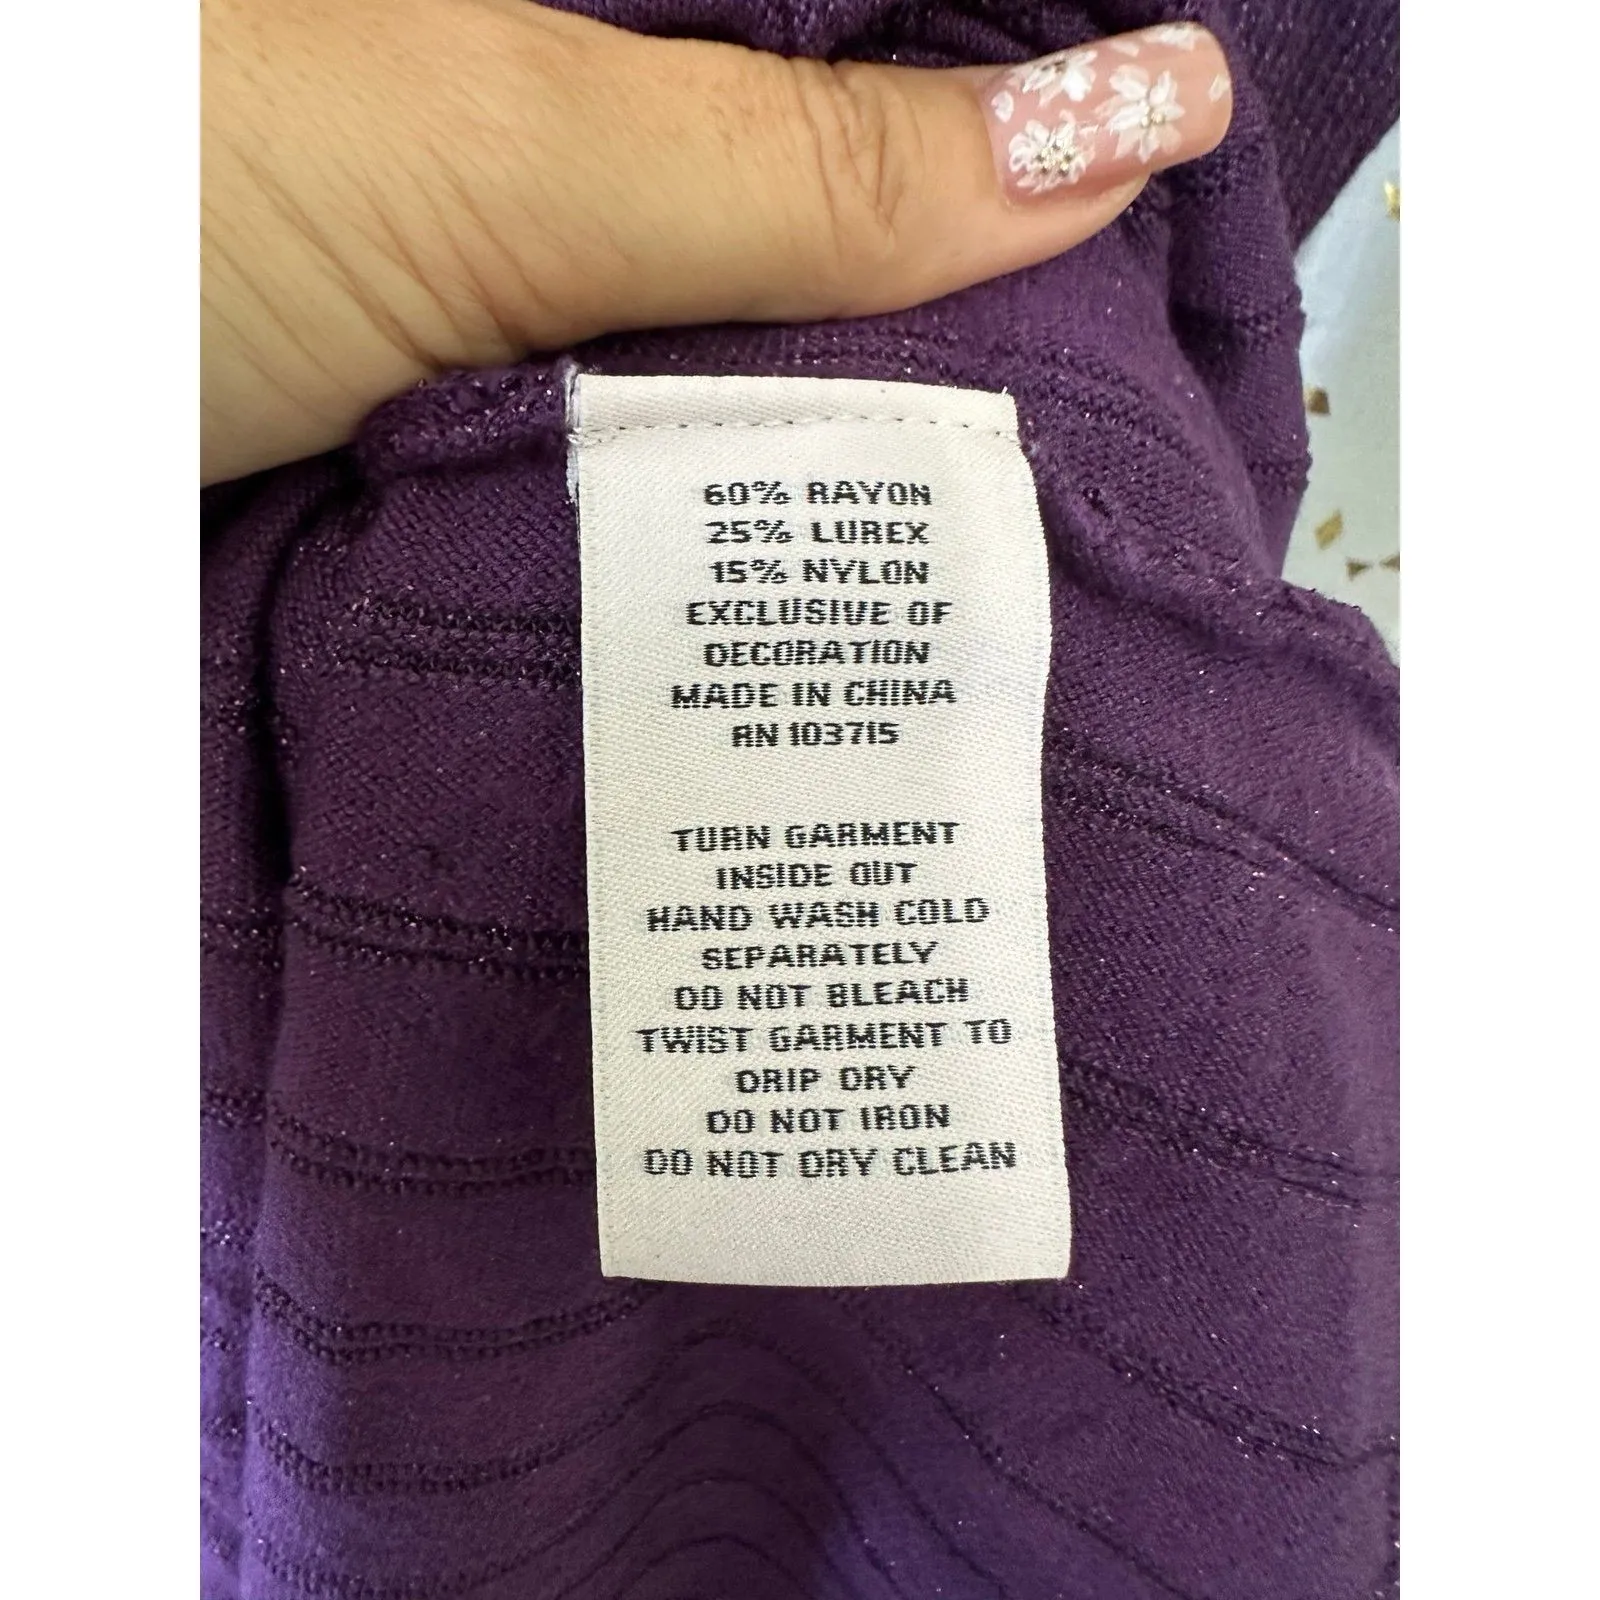 60% RAYON
25% LUREX
15% NYLON
EXCLUSIVE OF
DECORATION
MADE IN CHINA
RN 103715
TURN GARMENT
INSIDE OUT
HAND WASH COLD
SEPARATELY
DO NOT BLEACH
TWIST GARMENT TO
DRIP DRY
DO NOT IRON
DO NOT DRY CLEAN